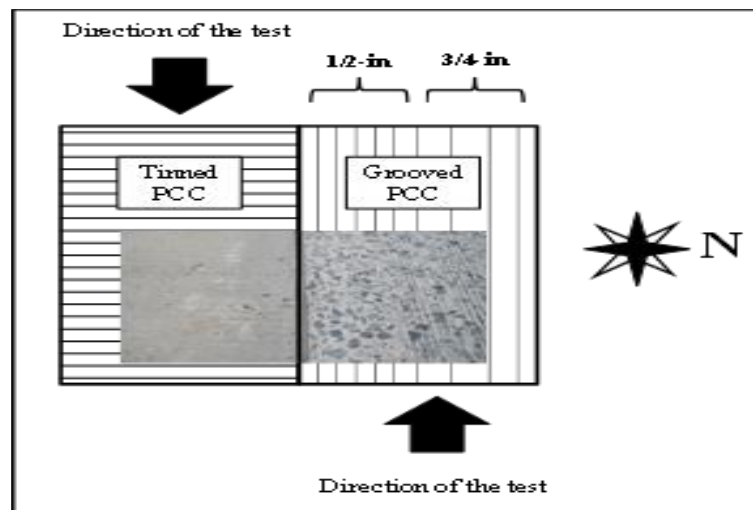 Direction of the test
1/2-in
3/4-in
Tinned
PCC
Grooved
PCC
N
Direction of the test